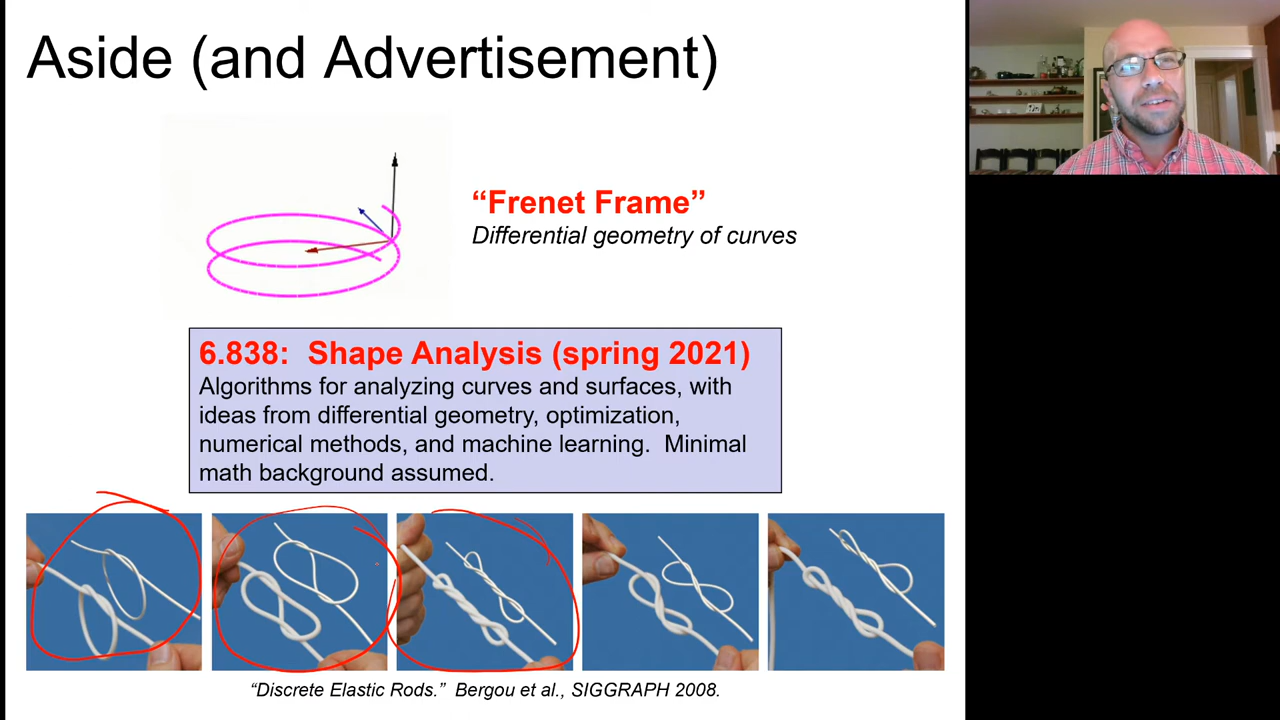 Aside (and Advertisement)
“Frenet Frame”
Differential geometry of curves
6.838:  Shape Analysis (spring 2021)
Algorithms for analyzing curves and surfaces, with
ideas from differential geometry, optimization,
numerical methods, and machine learning.  Minimal
math background assumed.
“Discrete Elastic Rods.”  Bergou et al., SIGGRAPH 2008.